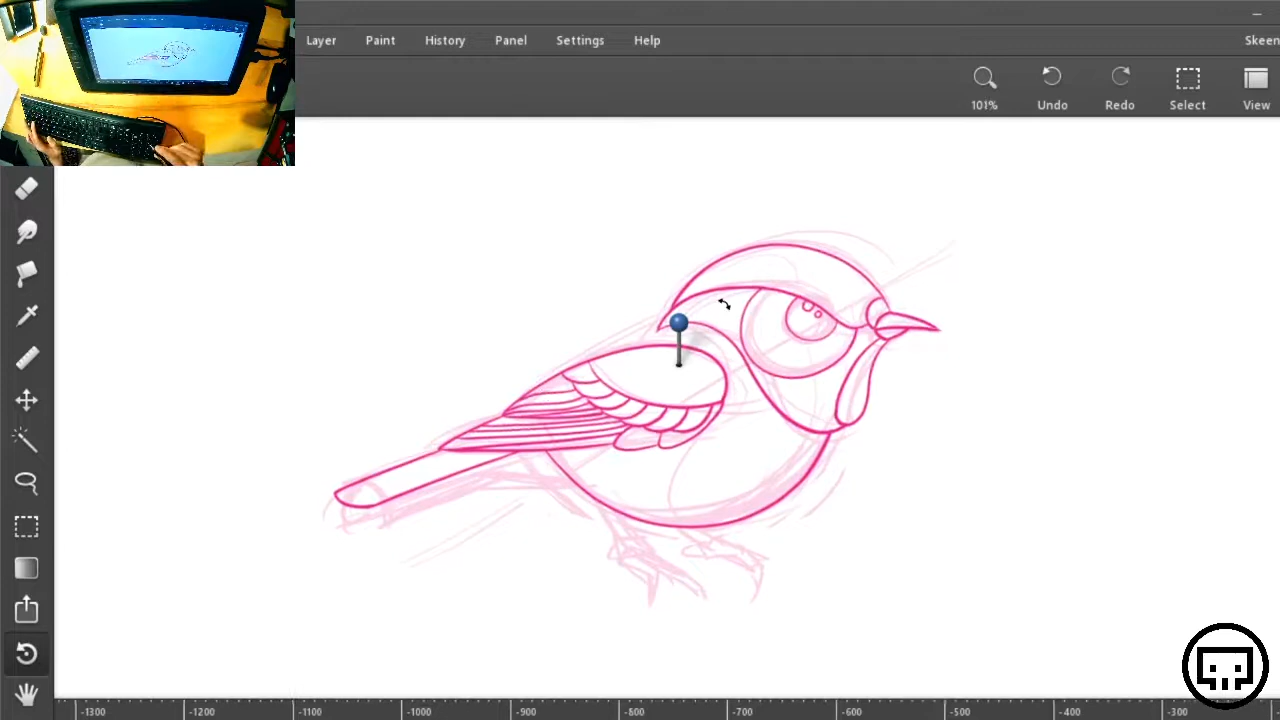 Layer Paint History Panel Settings Help Skeen
101% Undo Redo Select View
-1300 -1200 -1100 -1000 -900 -800 -700 -600 -500 -400 -300